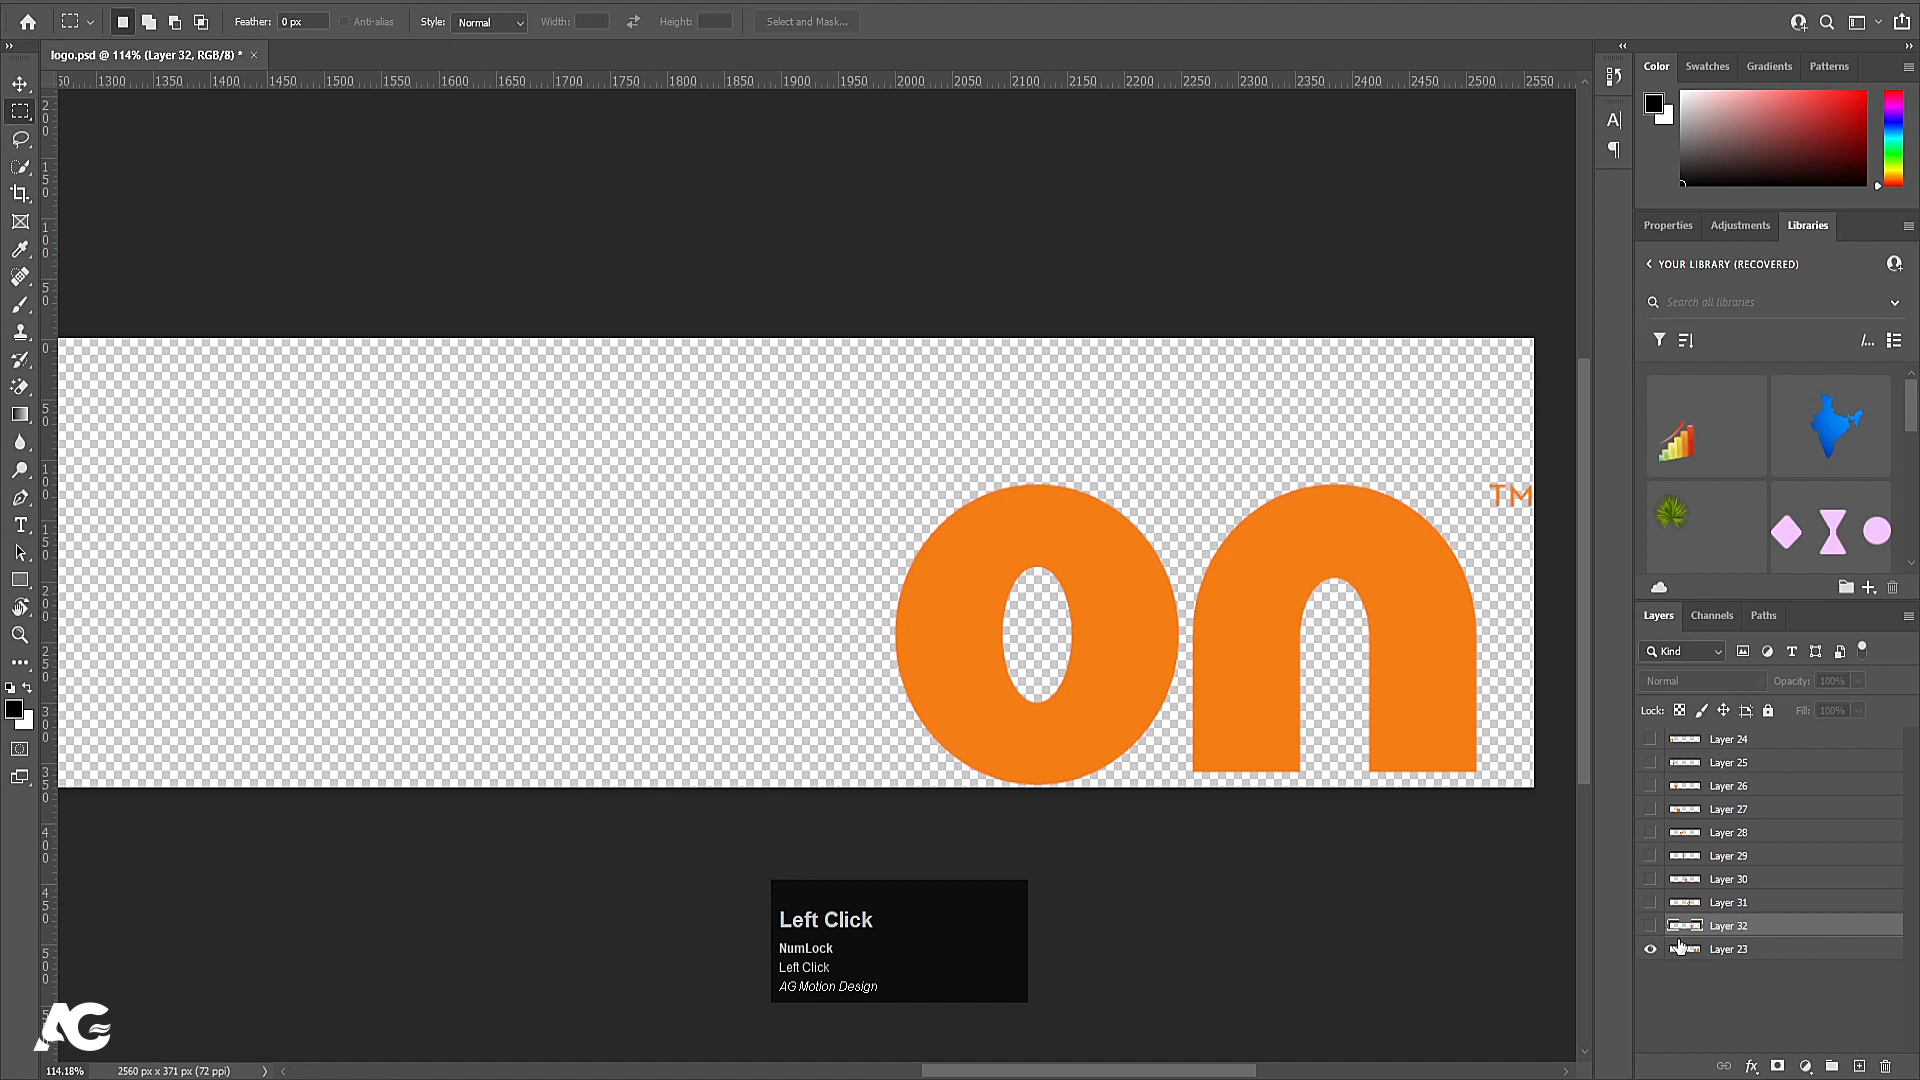 Feather: 0 px Anti-alias Style: Normal Width: Height: Select and Mask...
logo.psd @ 114% (Layer 32, RGB/8) * ×
50 1300 1350 1400 1450 1500 1550 1600 1650 1700 1750 1800 1850 1900 1950 2000 2050 2100 2150 2200 2250 2300 2350 2400 2450 2500 2550
Color Swatches Gradients Patterns
Properties Adjustments Libraries
YOUR LIBRARY (RECOVERED)
Search all libraries
on TM
Layers Channels Paths
Kind
Normal Opacity: 100%
Lock: Fill: 100%
Layer 24
Layer 25
Layer 26
Layer 27
Layer 28
Layer 29
Layer 30
Layer 31
Layer 32
Layer 23
Left Click
NumLock
Left Click
AG Motion Design
AG
114.18% 2560 px x 371 px (72 ppi)